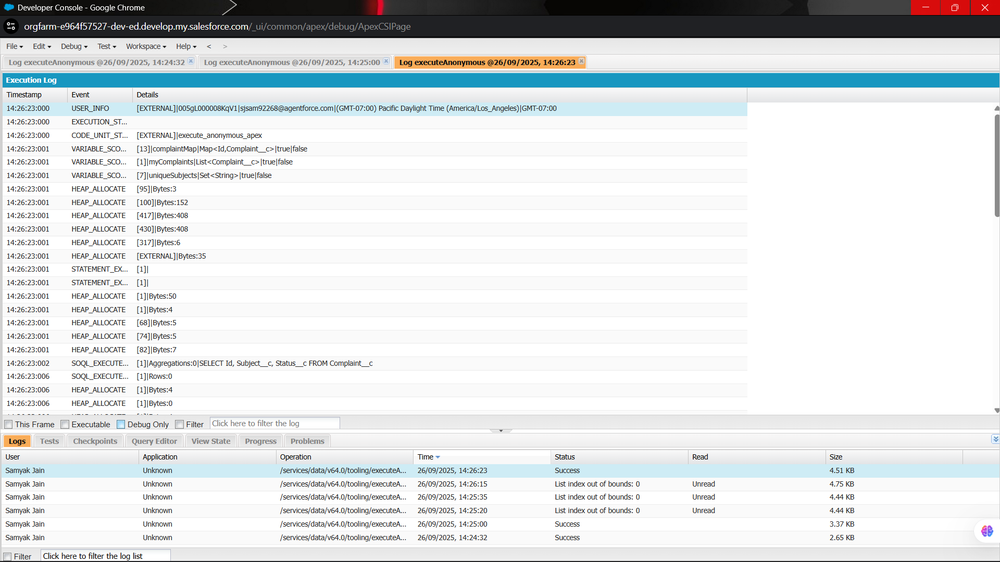 Developer Console - Google Chrome
orgfarm-e964f57527-dev-ed.develop.my.salesforce.com/_ui/common/apex/debug/ApexCSIPage
File Edit Debug Test Workspace Help < >
Log executeAnonymous @26/09/2025, 14:24:32 Log executeAnonymous @26/09/2025, 14:25:00 Log executeAnonymous @26/09/2025, 14:26:23
Execution Log
Timestamp Event Details
14:26:23:000 USER_INFO [EXTERNAL]|005gL000008KqV1|sjsam92268@agentforce.com|(GMT-07:00) Pacific Daylight Time (America/Los_Angeles)|GMT-07:00
14:26:23:000 EXECUTION_ST...
14:26:23:000 CODE_UNIT_ST... [EXTERNAL]|execute_anonymous_apex
14:26:23:001 VARIABLE_SCO... [13]|complaintMap|Map<Id,Complaint__c>|true|false
14:26:23:001 VARIABLE_SCO... [1]|myComplaints|List<Complaint__c>|true|false
14:26:23:001 VARIABLE_SCO... [7]|uniqueSubjects|Set<String>|true|false
14:26:23:001 HEAP_ALLOCATE [95]|Bytes:3
14:26:23:001 HEAP_ALLOCATE [100]|Bytes:152
14:26:23:001 HEAP_ALLOCATE [417]|Bytes:408
14:26:23:001 HEAP_ALLOCATE [430]|Bytes:408
14:26:23:001 HEAP_ALLOCATE [317]|Bytes:6
14:26:23:001 HEAP_ALLOCATE [EXTERNAL]|Bytes:35
14:26:23:001 STATEMENT_EX... [1]|
14:26:23:001 STATEMENT_EX... [1]|
14:26:23:001 HEAP_ALLOCATE [1]|Bytes:50
14:26:23:001 HEAP_ALLOCATE [1]|Bytes:4
14:26:23:001 HEAP_ALLOCATE [68]|Bytes:5
14:26:23:001 HEAP_ALLOCATE [74]|Bytes:5
14:26:23:001 HEAP_ALLOCATE [82]|Bytes:7
14:26:23:002 SOQL_EXECUTE... [1]|Aggregations:0|SELECT Id, Subject__c, Status__c FROM Complaint__c
14:26:23:006 SOQL_EXECUTE... [1]|Rows:0
14:26:23:006 HEAP_ALLOCATE [1]|Bytes:4
14:26:23:006 HEAP_ALLOCATE [1]|Bytes:0
This Frame Executable Debug Only Filter Click here to filter the log
Logs Tests Checkpoints Query Editor View State Progress Problems
User Application Operation Time Status Read Size
Samyak Jain Unknown /services/data/v64.0/tooling/executeA... 26/09/2025, 14:26:23 Success 4.51 KB
Samyak Jain Unknown /services/data/v64.0/tooling/executeA... 26/09/2025, 14:26:15 List index out of bounds: 0 Unread 4.75 KB
Samyak Jain Unknown /services/data/v64.0/tooling/executeA... 26/09/2025, 14:25:35 List index out of bounds: 0 Unread 4.44 KB
Samyak Jain Unknown /services/data/v64.0/tooling/executeA... 26/09/2025, 14:25:20 List index out of bounds: 0 Unread 4.44 KB
Samyak Jain Unknown /services/data/v64.0/tooling/executeA... 26/09/2025, 14:25:00 Success 3.37 KB
Samyak Jain Unknown /services/data/v64.0/tooling/executeA... 26/09/2025, 14:24:32 Success 2.65 KB
Filter Click here to filter the log list